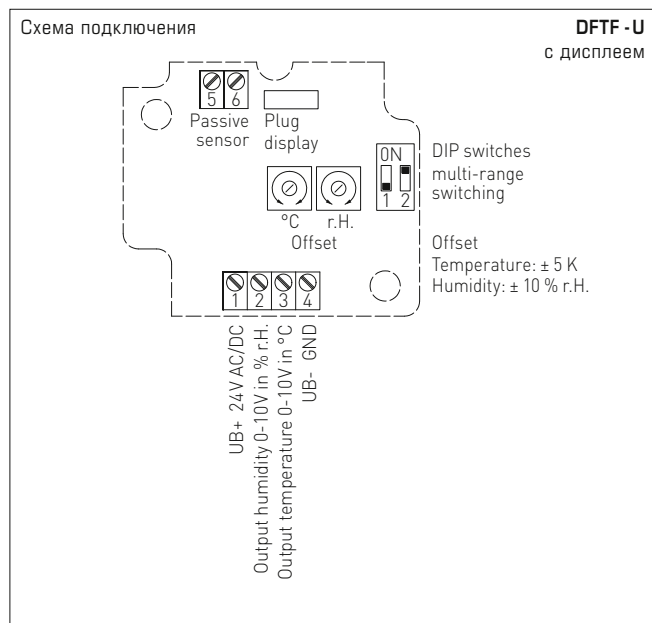 Схема подключения
DFTF -U
с дисплеем
5 6
Passive
sensor
Plug
display
ON
1 2
DIP switches
multi-range
switching
°C r.H.
Offset
Offset
Temperature: ± 5 K
Humidity: ± 10 % r.H.
1 2 3 4
UB+ 24V AC/DC
Output humidity 0-10V in % r.H.
Output temperature 0-10V in °C
UB- GND